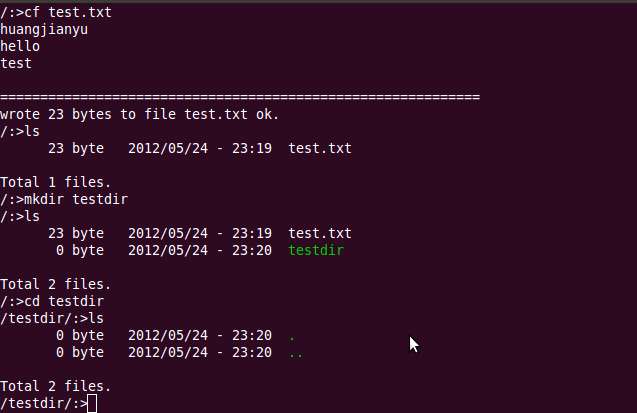 /:>cf test.txt
huangjianyu
hello
test
============================================================
wrote 23 bytes to file test.txt ok.
/:>ls
      23 byte   2012/05/24 - 23:19  test.txt
Total 1 files.
/:>mkdir testdir
/:>ls
      23 byte   2012/05/24 - 23:19  test.txt
       0 byte   2012/05/24 - 23:20  testdir
Total 2 files.
/:>cd testdir
/testdir/:>ls
       0 byte   2012/05/24 - 23:20  .
       0 byte   2012/05/24 - 23:20  ..
Total 2 files.
/testdir/:>